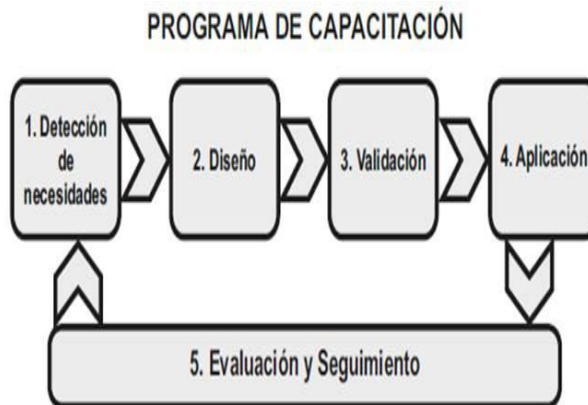 PROGRAMA DE CAPACITACIÓN
1. Detección
de
necesidades
2. Diseño
3. Validación
4. Aplicación
5. Evaluación y Seguimiento